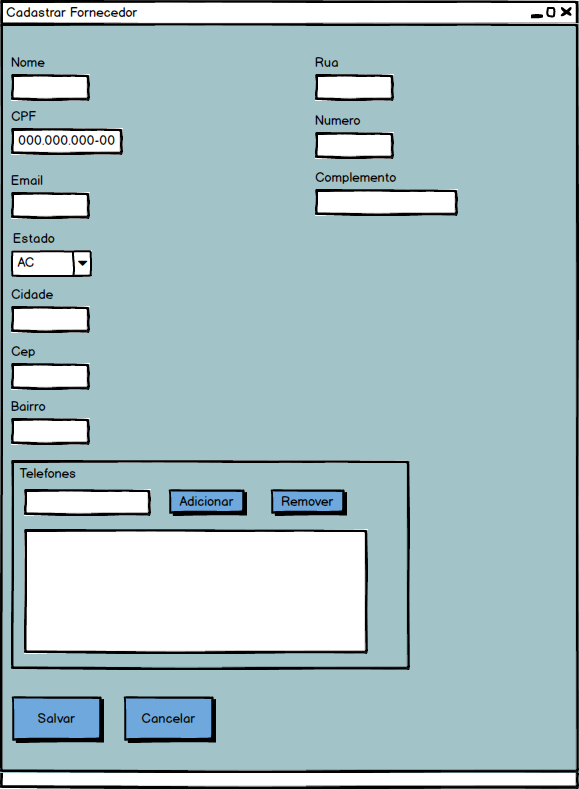 Cadastrar Fornecedor
Nome
CPF
000.000.000-00
Email
Estado
AC
Cidade
Cep
Bairro
Rua
Numero
Complemento
Telefones
Adicionar
Remover
Salvar
Cancelar